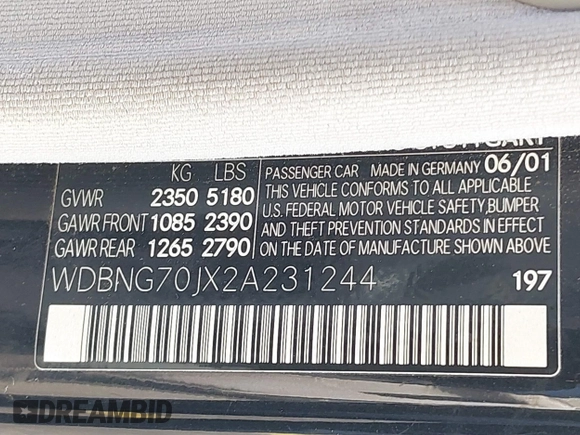 KG LBS
GVWR 2350 5180
GAWR FRONT 1085 2390
GAWR REAR 1265 2790
PASSENGER CAR MADE IN GERMANY 06/01
THIS VEHICLE CONFORMS TO ALL APPLICABLE
U.S. FEDERAL MOTOR VEHICLE SAFETY, BUMPER
AND THEFT PREVENTION STANDARDS IN EFFECT
ON THE DATE OF MANUFACTURE SHOWN ABOVE.
WDBNG70JX2A231244 197
DREAMBID